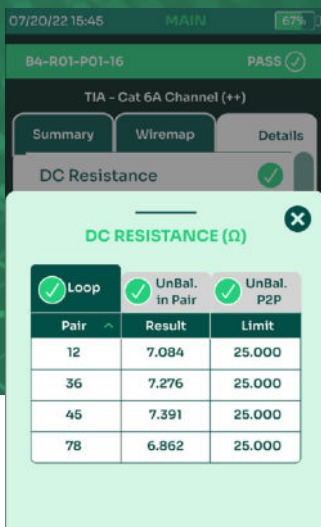 07/20/22 15:45 MAIN 67%
B4-R01-P01-16 PASS
TIA - Cat 6A Channel (++)
Summary Wiremap Details
DC Resistance
DC RESISTANCE (Ω)
Loop UnBal. in Pair UnBal. P2P
Pair Result Limit
12 7.084 25.000
36 7.276 25.000
45 7.391 25.000
78 6.862 25.000